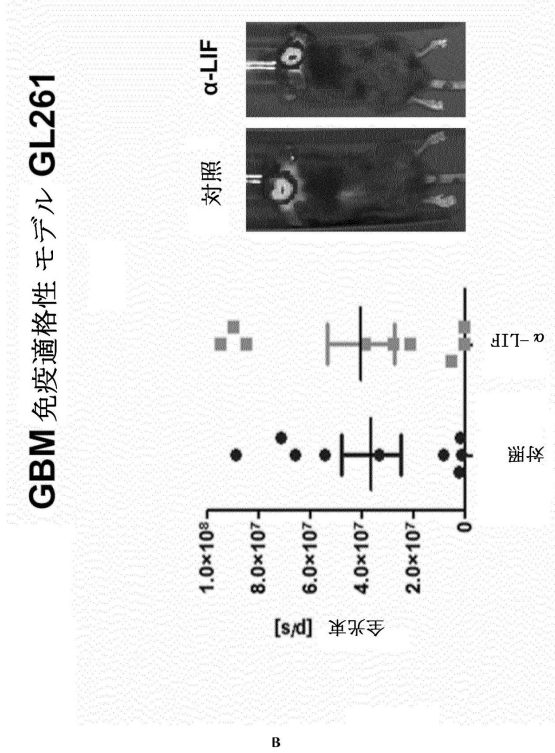 GBM 免疫適格性 モデル GL261
対照
α-LIF
全光束 [p/s]
1.0×10⁸
8.0×10⁷
6.0×10⁷
4.0×10⁷
2.0×10⁷
0
対照
α-LIF
B